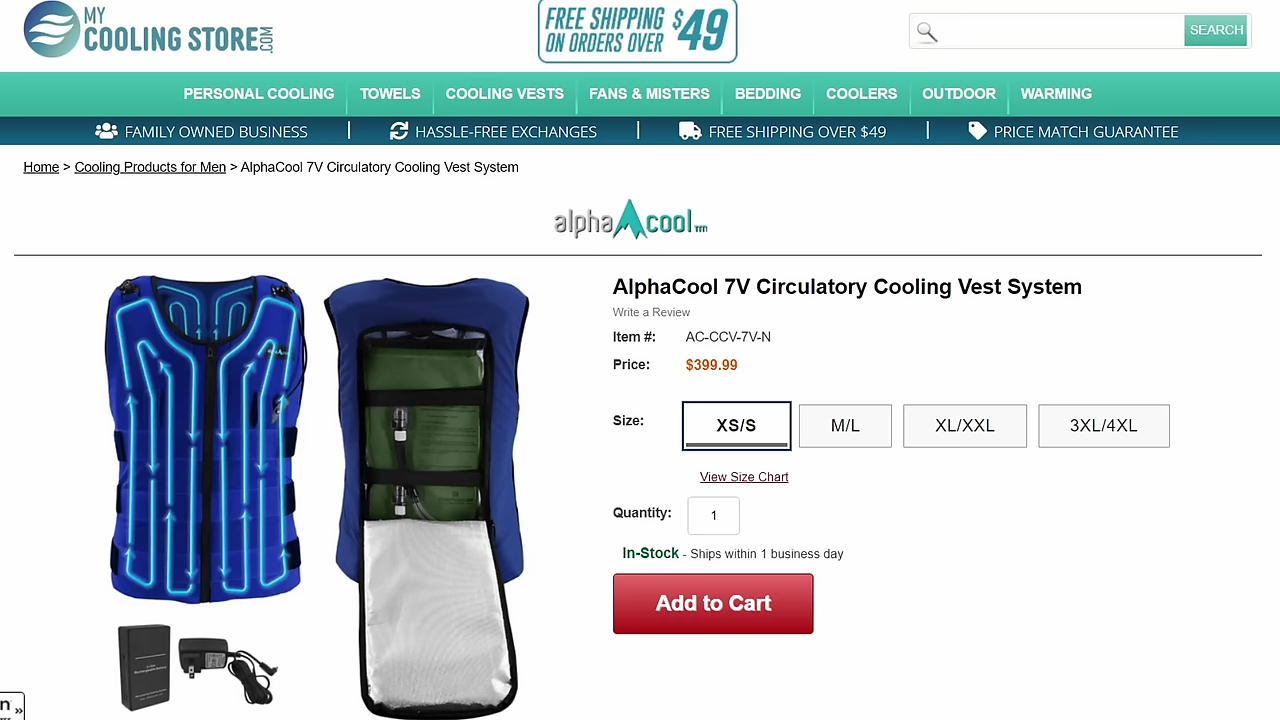 MY
COOLING STORE.COM
FREE SHIPPING
ON ORDERS OVER $49
SEARCH
PERSONAL COOLING TOWELS COOLING VESTS FANS & MISTERS BEDDING COOLERS OUTDOOR WARMING
FAMILY OWNED BUSINESS | HASSLE-FREE EXCHANGES | FREE SHIPPING OVER $49 | PRICE MATCH GUARANTEE
Home > Cooling Products for Men > AlphaCool 7V Circulatory Cooling Vest System
alphacool
AlphaCool 7V Circulatory Cooling Vest System
Write a Review
Item #: AC-CCV-7V-N
Price: $399.99
Size: XS/S M/L XL/XXL 3XL/4XL
View Size Chart
Quantity: 1
In-Stock - Ships within 1 business day
Add to Cart